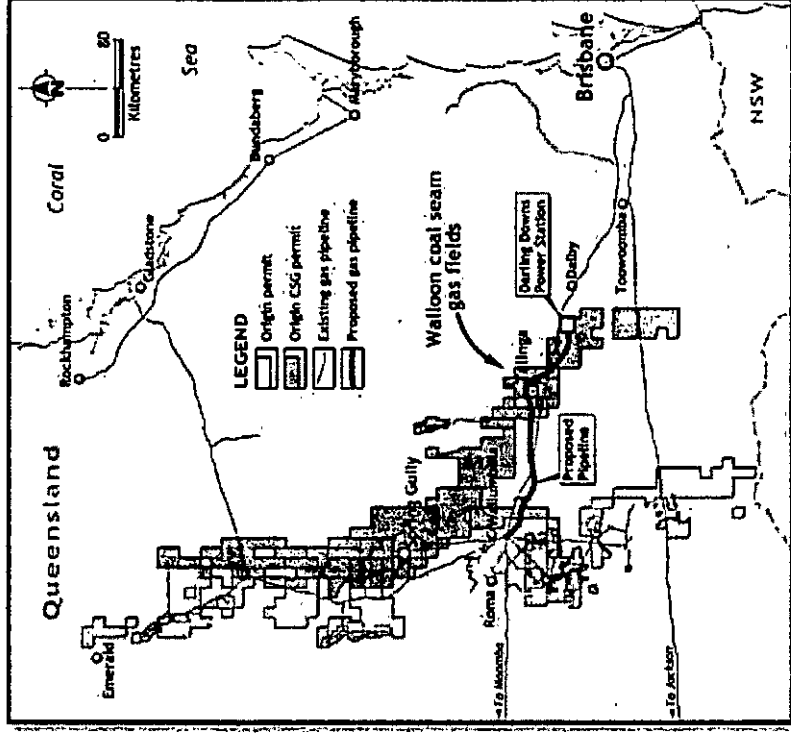 Queensland
Coral
Sea
N
0 80
Kilometres
Emerald
Rockhampton
Gladstone
Bundaberg
Maryborough
LEGEND
Origin permit
Origin CSG permit
Existing gas pipeline
Proposed gas pipeline
Gully
Walloon coal seam
gas fields
Roma
Proposed
Pipeline
Darling Downs
Power Station
Dalby
Toowoomba
Brisbane
NSW
To Moomba
To Jackson